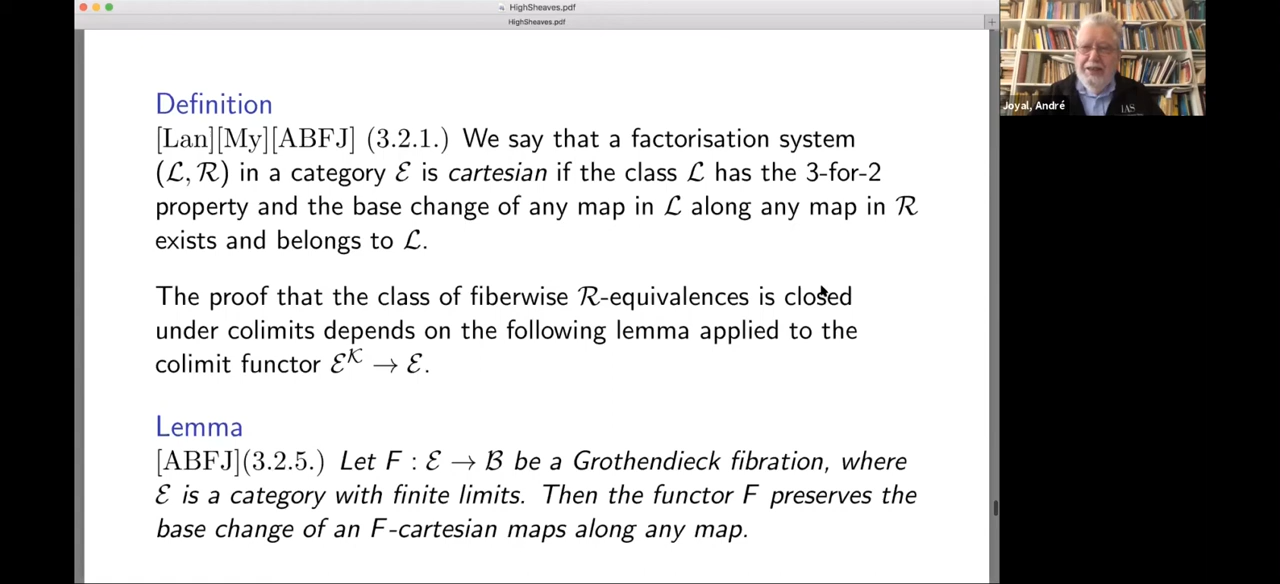 HighSheaves.pdf
HighSheaves.pdf
Definition
[Lan][My][ABFJ] (3.2.1.) We say that a factorisation system
(ℒ, ℛ) in a category ℰ is cartesian if the class ℒ has the 3-for-2
property and the base change of any map in ℒ along any map in ℛ
exists and belongs to ℒ.
The proof that the class of fiberwise ℛ-equivalences is closed
under colimits depends on the following lemma applied to the
colimit functor ℰ^𝒦 → ℰ.
Lemma
[ABFJ](3.2.5.) Let F : ℰ → ℬ be a Grothendieck fibration, where
ℰ is a category with finite limits. Then the functor F preserves the
base change of an F-cartesian maps along any map.
Joyal, André
IAS